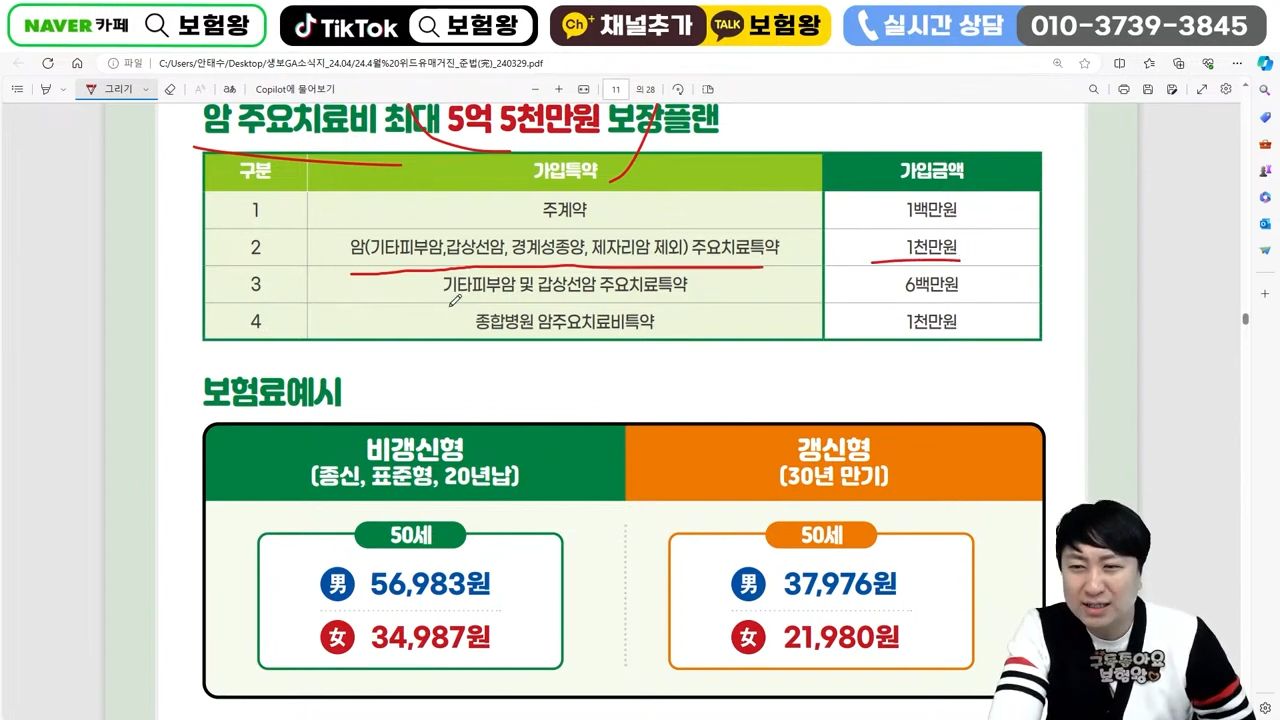 NAVER 카페 보험왕 TikTok 보험왕 Ch+ 채널추가 TALK 보험왕 실시간 상담 010-3739-3845
파일 C:/Users/안태수/Desktop/생보GA소식지_24.04/24.4월%20위드유매거진_준법(完)_240329.pdf
그리기 aあ Copilot에 물어보기 11 의 28
암 주요치료비 최대 5억 5천만원 보장플랜
구분 가입특약 가입금액
1 주계약 1백만원
2 암(기타피부암,갑상선암, 경계성종양, 제자리암 제외) 주요치료특약 1천만원
3 기타피부암 및 갑상선암 주요치료특약 6백만원
4 종합병원 암주요치료비특약 1천만원
보험료예시
비갱신형 갱신형
(종신, 표준형, 20년납) (30년 만기)
50세 50세
男 56,983원 男 37,976원
女 34,987원 女 21,980원
구독좋아요
보험왕